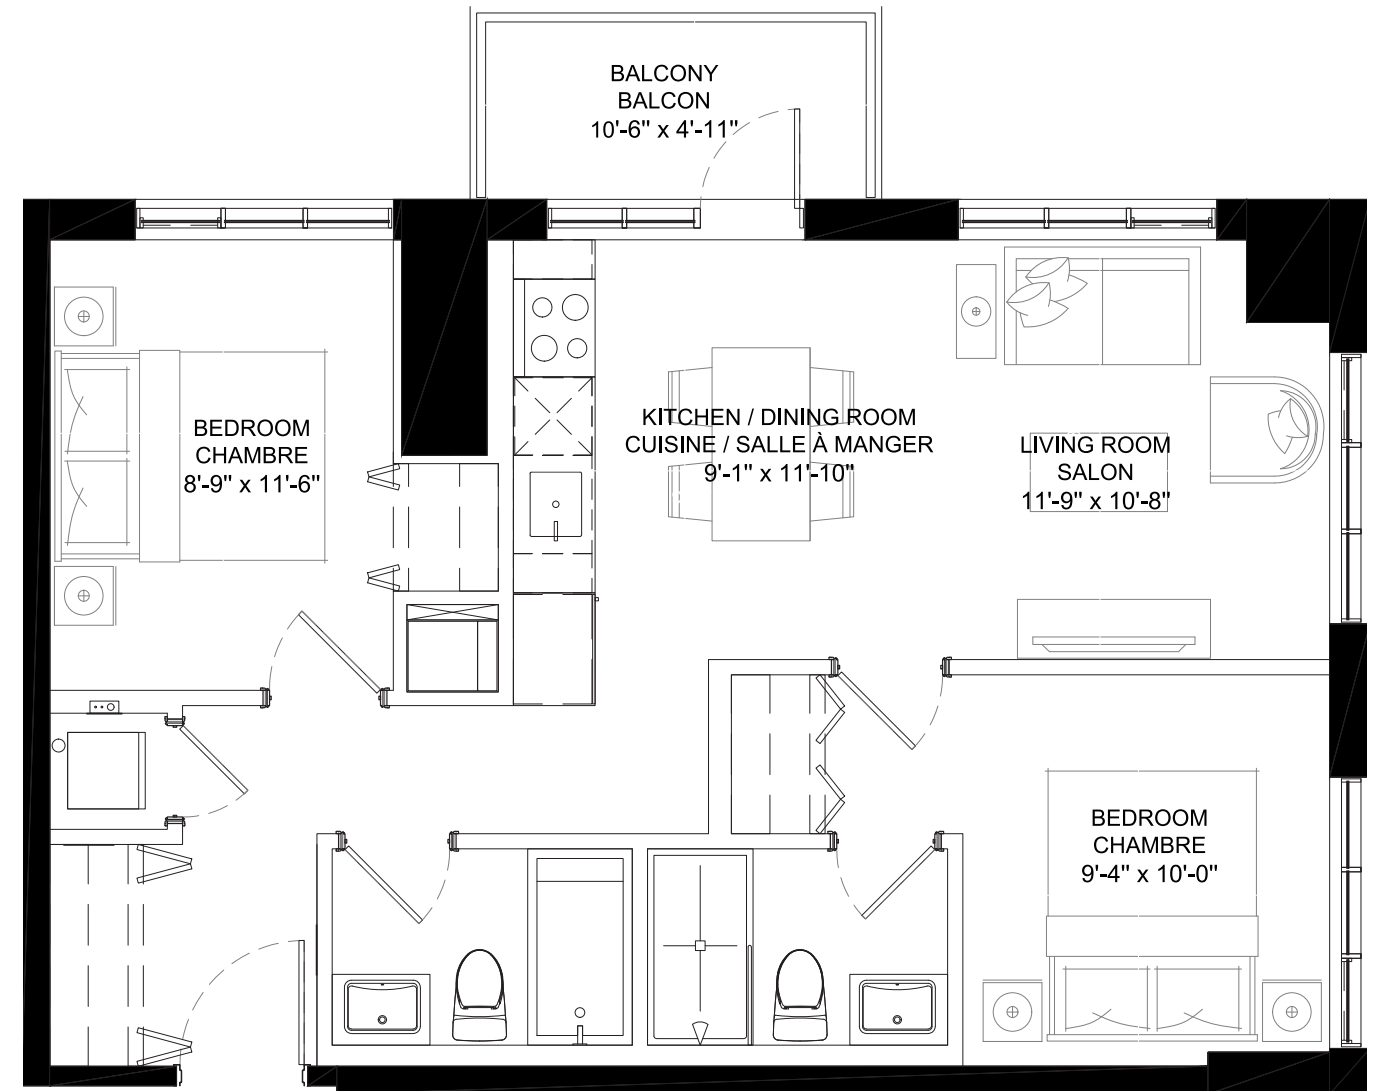 BALCONY
BALCON
10'-6" x 4'-11"
BEDROOM
CHAMBRE
8'-9" x 11'-6"
KITCHEN / DINING ROOM
CUISINE / SALLE À MANGER
9'-1" x 11'-10"
LIVING ROOM
SALON
11'-9" x 10'-8"
BEDROOM
CHAMBRE
9'-4" x 10'-0"